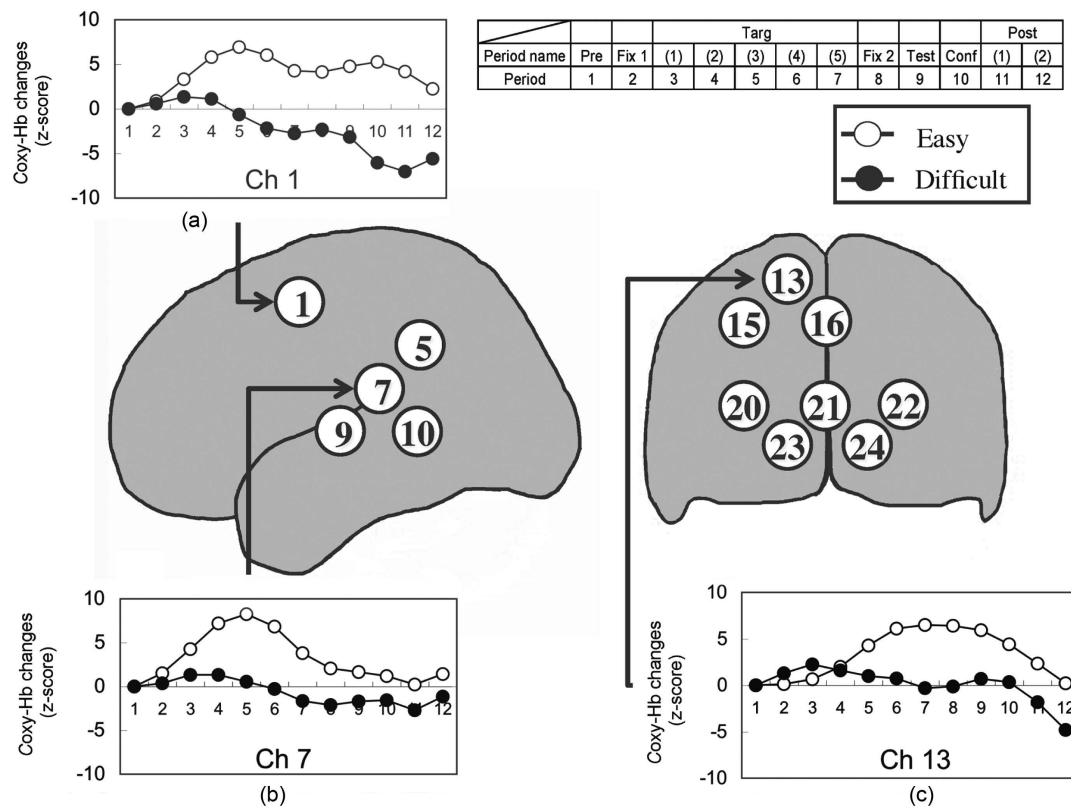 Coxy-Hb changes
(z-score)
10
5
0
-5
-10
1 2 3 4 5 6 7 8 9 10 11 12
Ch 1
(a)
Targ Post
Period name Pre Fix 1 (1) (2) (3) (4) (5) Fix 2 Test Conf (1) (2)
Period 1 2 3 4 5 6 7 8 9 10 11 12
Easy
Difficult
1
5
7
9 10
13
15 16
20 21 22
23 24
Coxy-Hb changes
(z-score)
10
5
0
-5
-10
1 2 3 4 5 6 7 8 9 10 11 12
Ch 7
(b)
Coxy-Hb changes
(z-score)
10
5
0
-5
-10
1 2 3 4 5 6 7 8 9 10 11 12
Ch 13
(c)